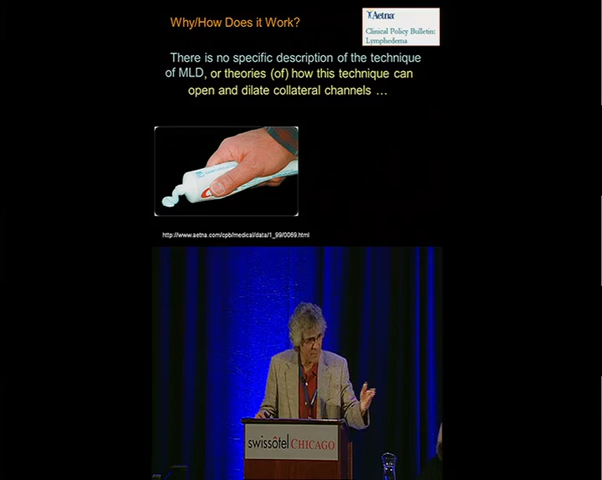 Why/How Does it Work?
Aetna
Clinical Policy Bulletin:
Lymphedema
There is no specific description of the technique
of MLD, or theories (of) how this technique can
open and dilate collateral channels …
http://www.aetna.com/cpb/medical/data/1_99/0069.html
swissôtel CHICAGO